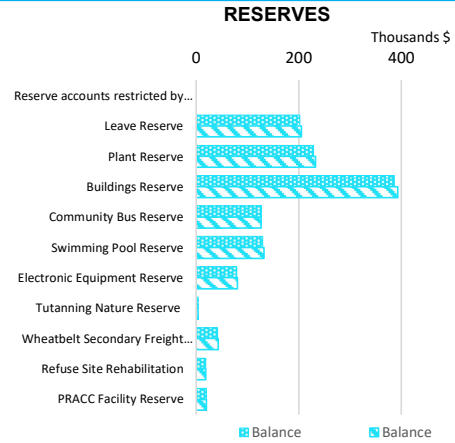 RESERVES
Thousands $
0 200 400
Reserve accounts restricted by...
Leave Reserve
Plant Reserve
Buildings Reserve
Community Bus Reserve
Swimming Pool Reserve
Electronic Equipment Reserve
Tutanning Nature Reserve
Wheatbelt Secondary Freight...
Refuse Site Rehabilitation
PRACC Facility Reserve
Balance Balance